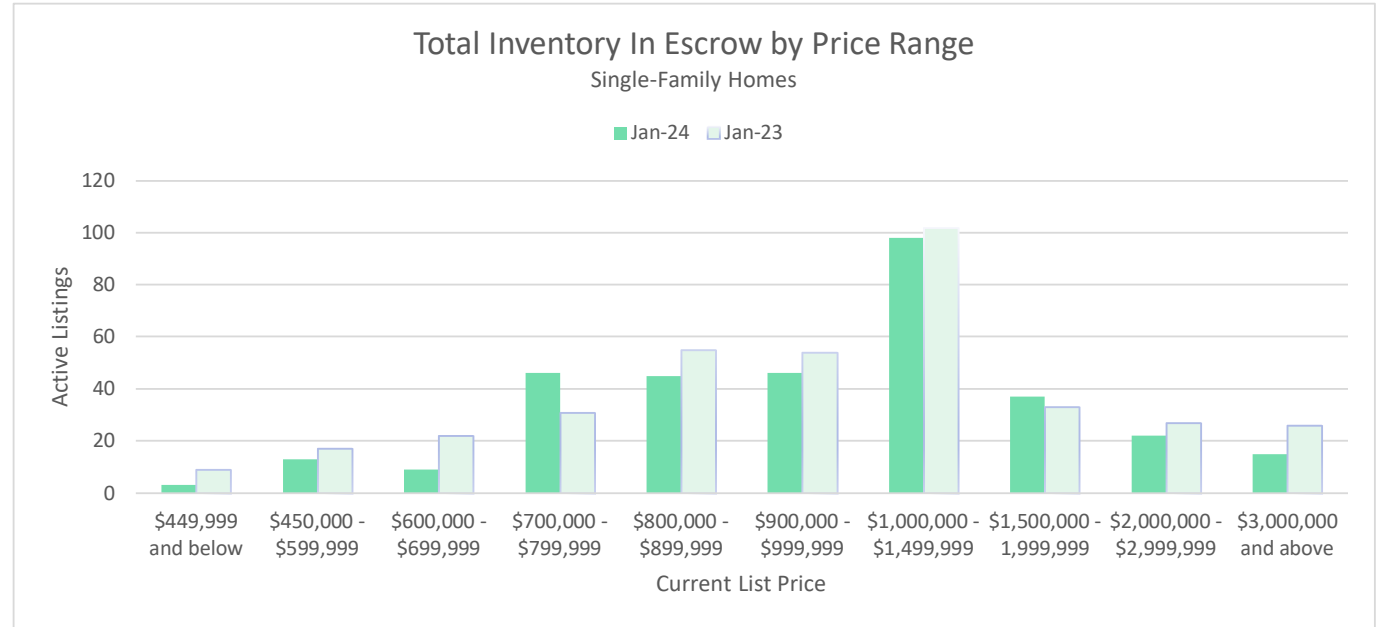 Total Inventory In Escrow by Price Range
Single-Family Homes
Jan-24 Jan-23
120
100
80
60
40
20
0
Active Listings
$449,999 and below
$450,000 - $599,999
$600,000 - $699,999
$700,000 - $799,999
$800,000 - $899,999
$900,000 - $999,999
$1,000,000 - $1,499,999
$1,500,000 - 1,999,999
$2,000,000 - $2,999,999
$3,000,000 and above
Current List Price